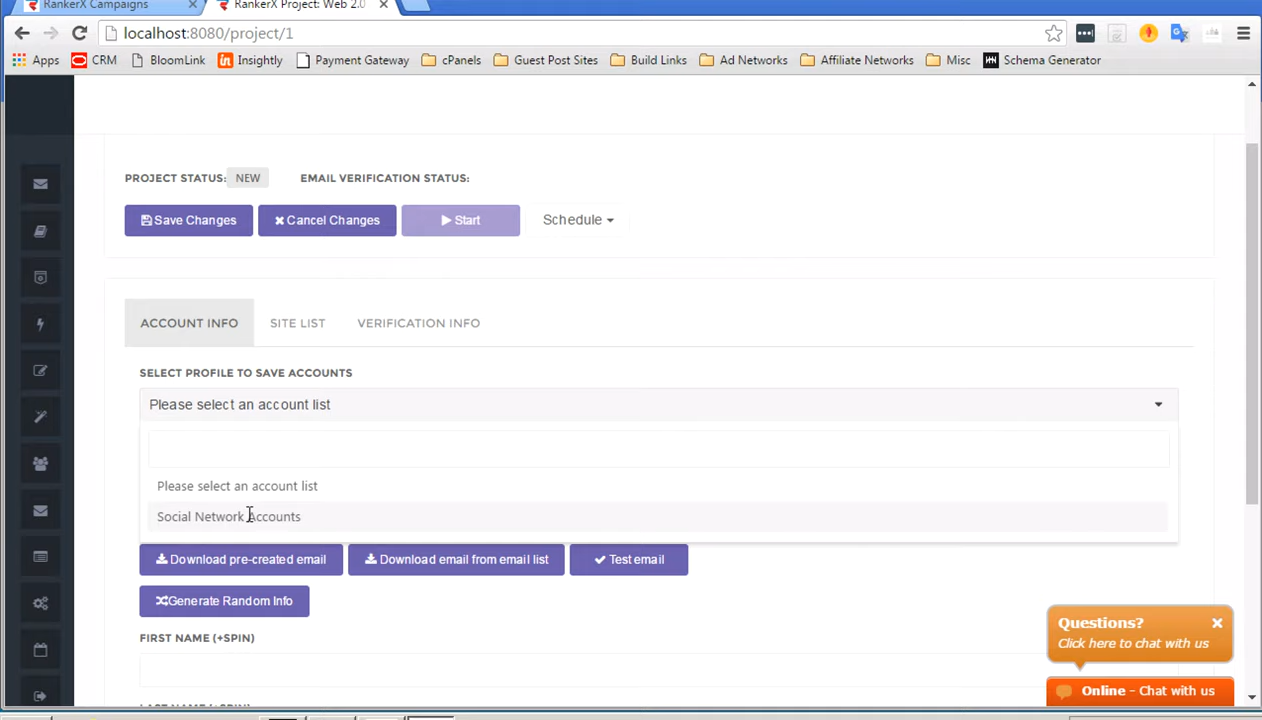 RankerX Campaigns
RankerX Project: Web 2.0
localhost:8080/project/1
Apps CRM BloomLink Insightly Payment Gateway cPanels Guest Post Sites Build Links Ad Networks Affiliate Networks Misc Schema Generator
PROJECT STATUS: NEW EMAIL VERIFICATION STATUS:
Save Changes Cancel Changes Start Schedule
ACCOUNT INFO SITE LIST VERIFICATION INFO
SELECT PROFILE TO SAVE ACCOUNTS
Please select an account list
Please select an account list
Social Network Accounts
Download pre-created email Download email from email list Test email
Generate Random Info
FIRST NAME (+SPIN)
Questions?
Click here to chat with us
Online - Chat with us